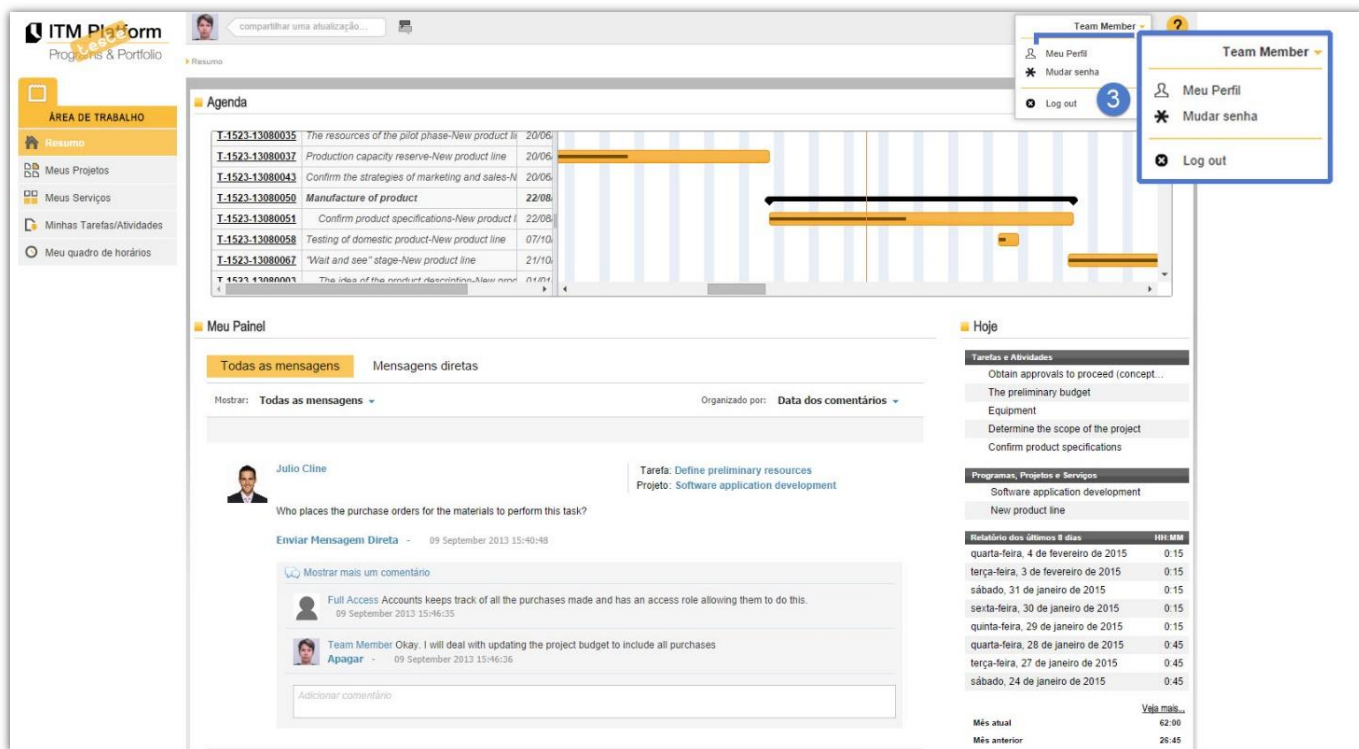 ITM Platform
Teste
Programs & Portfolio
compartilhar uma atualização...
Team Member
?
Meu Perfil
Mudar senha
Log out
3
Team Member
Meu Perfil
Mudar senha
Log out
Resumo
ÁREA DE TRABALHO
Resumo
Meus Projetos
Meus Serviços
Minhas Tarefas/Atividades
Meu quadro de horários
Agenda
T-1523-13080035 The resources of the pilot phase-New product li 20/06/
T-1523-13080037 Production capacity reserve-New product line 20/06/
T-1523-13080043 Confirm the strategies of marketing and sales-N 20/06/
T-1523-13080050 Manufacture of product 22/08/
T-1523-13080051 Confirm product specifications-New product l 22/08/
T-1523-13080058 Testing of domestic product-New product line 07/10/
T-1523-13080067 "Wait and see" stage-New product line 21/10/
T-1523-13080003 The idea of the product description-New prod 01/01/
Meu Painel
Todas as mensagens Mensagens diretas
Mostrar: Todas as mensagens Organizado por: Data dos comentários
Julio Cline
Tarefa: Define preliminary resources
Projeto: Software application development
Who places the purchase orders for the materials to perform this task?
Enviar Mensagem Direta - 09 September 2013 15:40:48
Mostrar mais um comentário
Full Access Accounts keeps track of all the purchases made and has an access role allowing them to do this.
09 September 2013 15:46:35
Team Member Okay. I will deal with updating the project budget to include all purchases
Apagar - 09 September 2013 15:46:36
Adicionar comentário
Hoje
Tarefas e Atividades
Obtain approvals to proceed (concept...
The preliminary budget
Equipment
Determine the scope of the project
Confirm product specifications
Programas, Projetos e Serviços
Software application development
New product line
Relatório dos últimos 8 dias HH:MM
quarta-feira, 4 de fevereiro de 2015 0:15
terça-feira, 3 de fevereiro de 2015 0:15
sábado, 31 de janeiro de 2015 0:15
sexta-feira, 30 de janeiro de 2015 0:15
quinta-feira, 29 de janeiro de 2015 0:15
quarta-feira, 28 de janeiro de 2015 0:45
terça-feira, 27 de janeiro de 2015 0:45
sábado, 24 de janeiro de 2015 0:45
Veja mais...
Mês atual 62:00
Mês anterior 26:45